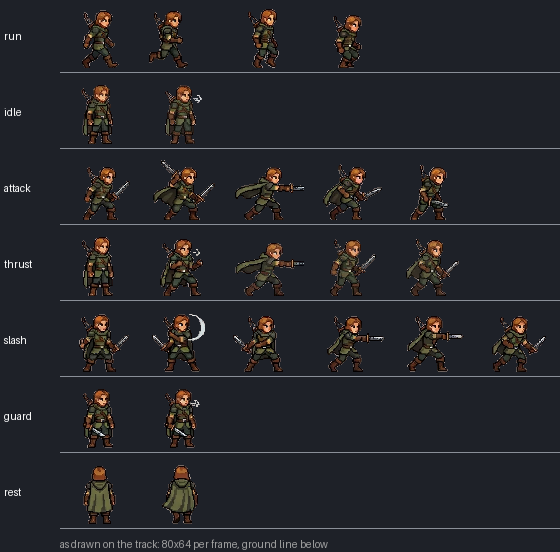 run
idle
attack
thrust
slash
guard
rest
as drawn on the track: 80x64 per frame, ground line below